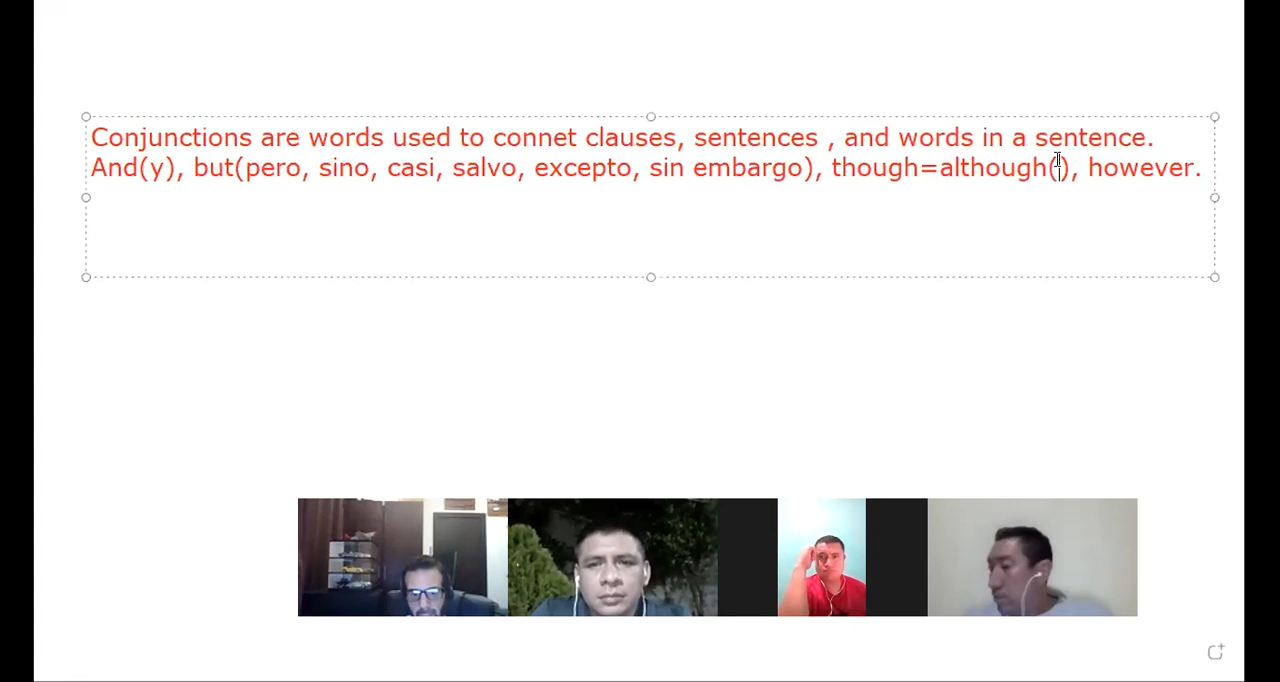 Conjunctions are words used to connet clauses, sentences , and words in a sentence.
And(y), but(pero, sino, casi, salvo, excepto, sin embargo), though=although(), however.